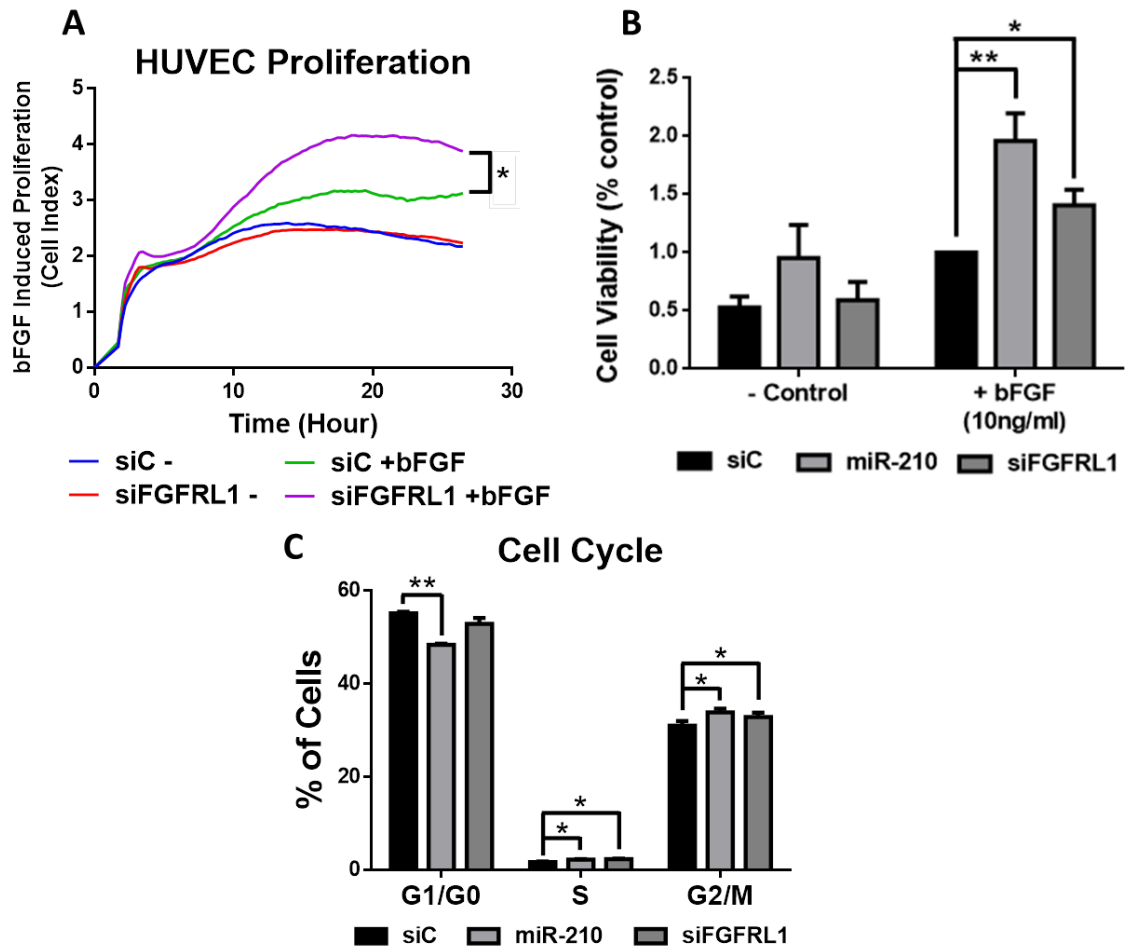 A
HUVEC Proliferation
bFGF Induced Proliferation
(Cell Index)
5
4
3
2
1
0
*
0
10
20
30
Time (Hour)
siC -
siC +bFGF
siFGFRL1 -
siFGFRL1 +bFGF
B
*
**
Cell Viability (% control)
2.5
2.0
1.5
1.0
0.5
0.0
- Control
+ bFGF
(10ng/ml)
siC
miR-210
siFGFRL1
C
Cell Cycle
% of Cells
60
40
20
0
**
*
*
*
*
G1/G0
S
G2/M
siC
miR-210
siFGFRL1